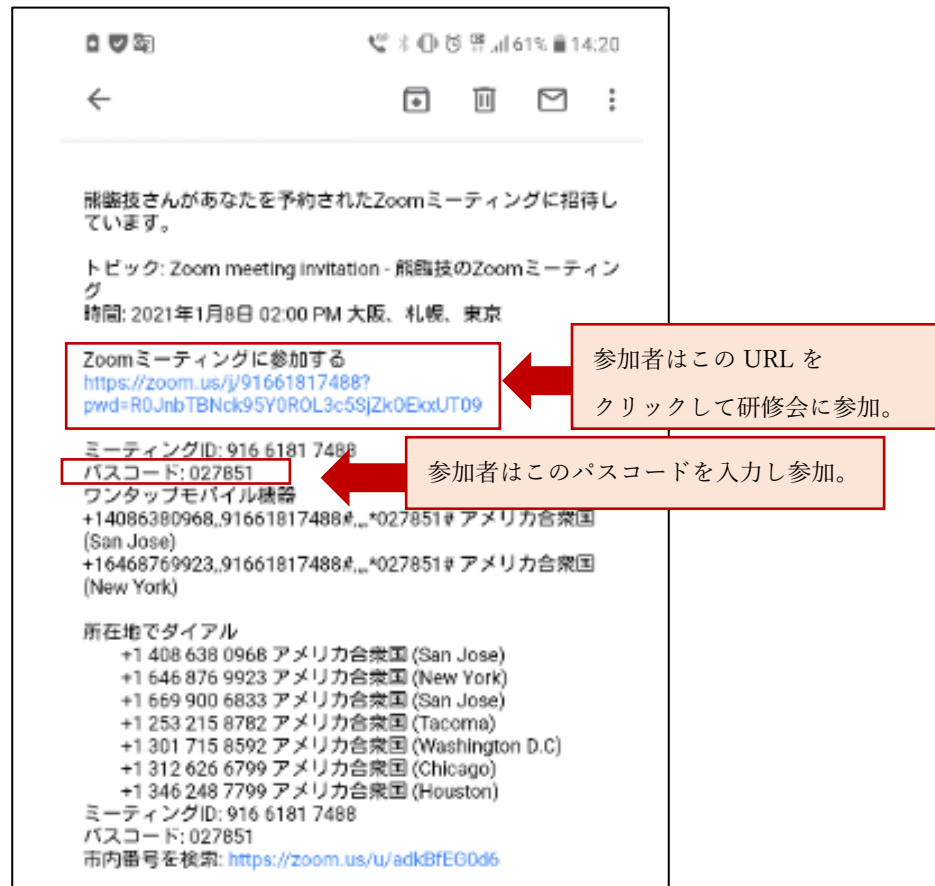 61% 14:20
熊臨技さんがあなたを予約されたZoomミーティングに招待し
ています。
トピック: Zoom meeting invitation - 熊臨技のZoomミーティン
グ
時間: 2021年1月8日 02:00 PM 大阪、札幌、東京
Zoomミーティングに参加する
https://zoom.us/j/91661817488?
pwd=R0JnbTBNck95Y0ROL3c5SjZkOEkxUT09
参加者はこの URL を
クリックして研修会に参加。
ミーティングID: 916 6181 7488
パスコード: 027851
参加者はこのパスコードを入力し参加。
ワンタップモバイル機器
+14086380968,,91661817488#,,,,*027851# アメリカ合衆国
(San Jose)
+16468769923,,91661817488#,,,,*027851# アメリカ合衆国
(New York)
所在地でダイアル
+1 408 638 0968 アメリカ合衆国 (San Jose)
+1 646 876 9923 アメリカ合衆国 (New York)
+1 669 900 6833 アメリカ合衆国 (San Jose)
+1 253 215 8782 アメリカ合衆国 (Tacoma)
+1 301 715 8592 アメリカ合衆国 (Washington D.C)
+1 312 626 6799 アメリカ合衆国 (Chicago)
+1 346 248 7799 アメリカ合衆国 (Houston)
ミーティングID: 916 6181 7488
パスコード: 027851
市内番号を検索: https://zoom.us/u/adkBfEG0d6